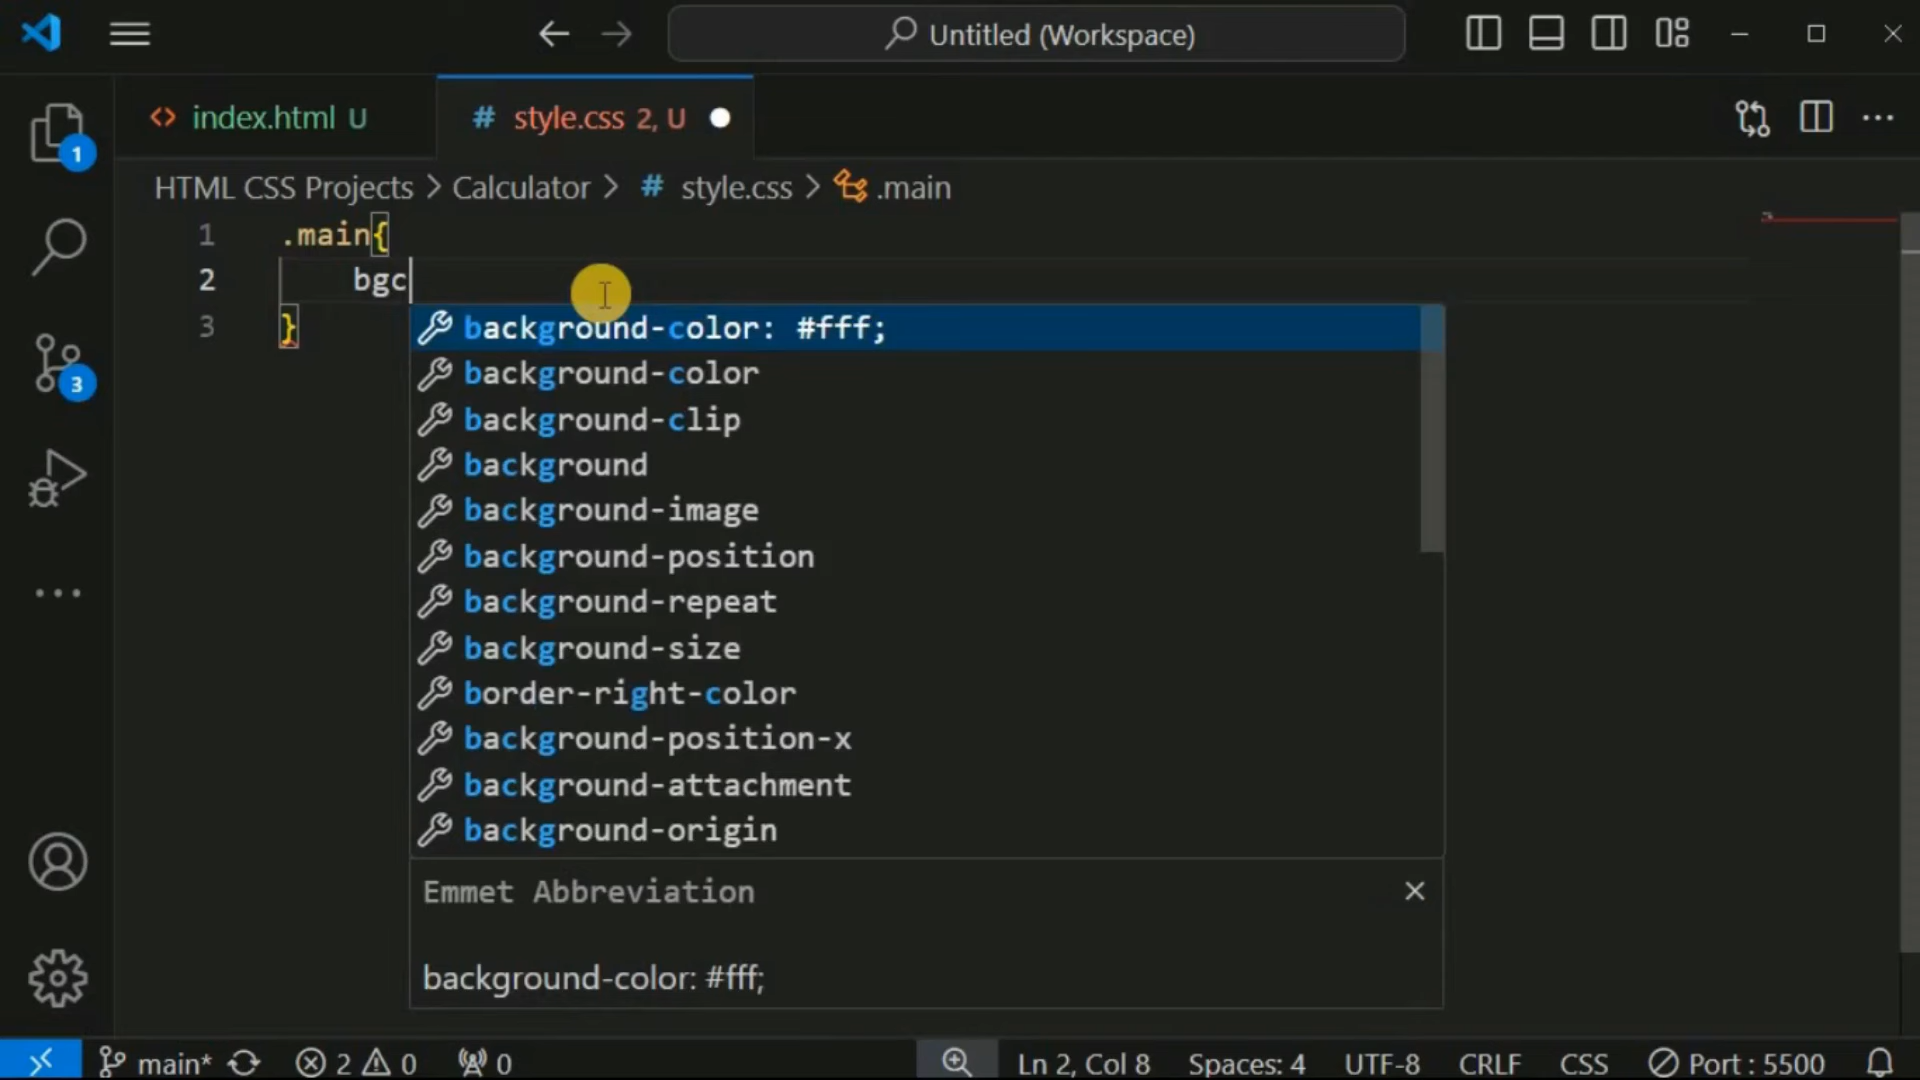 Untitled (Workspace)
index.html U
# style.css 2, U
HTML CSS Projects > Calculator > # style.css > .main
1 .main{
2 bgc
3 }
background-color: #fff;
background-color
background-clip
background
background-image
background-position
background-repeat
background-size
border-right-color
background-position-x
background-attachment
background-origin
Emmet Abbreviation
background-color: #fff;
1
3
main* 2 0 0 Ln 2, Col 8 Spaces: 4 UTF-8 CRLF CSS Port : 5500